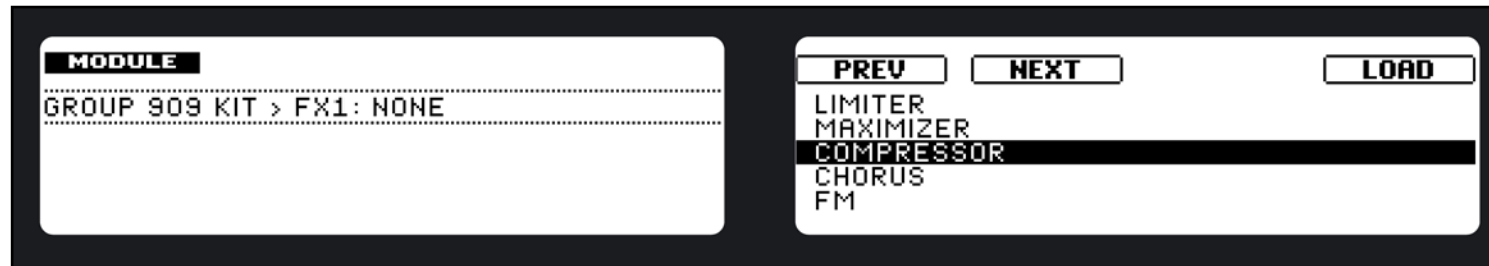 MODULE
GROUP 909 KIT > FX1: NONE
PREV NEXT LOAD
LIMITER
MAXIMIZER
COMPRESSOR
CHORUS
FM